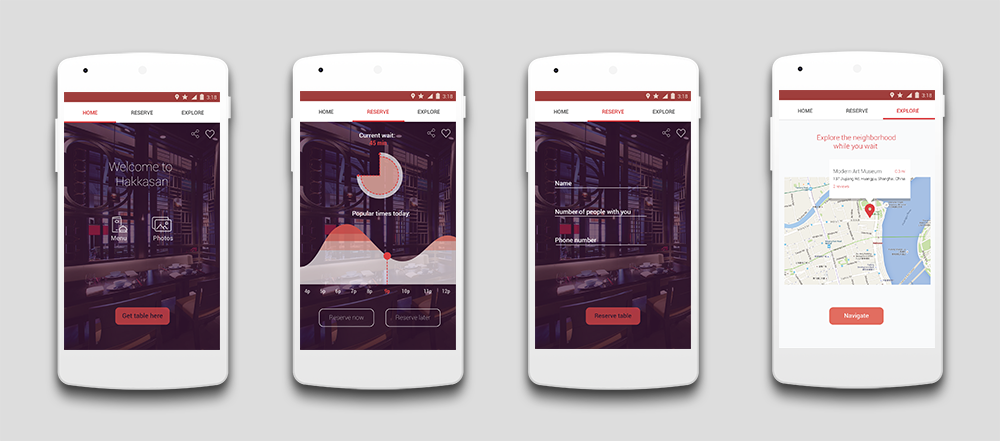 3:18
HOME RESERVE EXPLORE
Welcome to
Hakkasan!
Menu
Photos
Get table here
3:18
HOME RESERVE EXPLORE
Current wait:
45 min
Popular times today:
4p 5p 6p 7p 8p 9p 10p 11p 12p
Reserve now
Reserve later
3:18
HOME RESERVE EXPLORE
Name
Number of people with you
Phone number
Reserve table
3:18
HOME RESERVE EXPLORE
Explore the neighborhood
while you wait
Modern Art Museum
Shanghai, China
Navigate